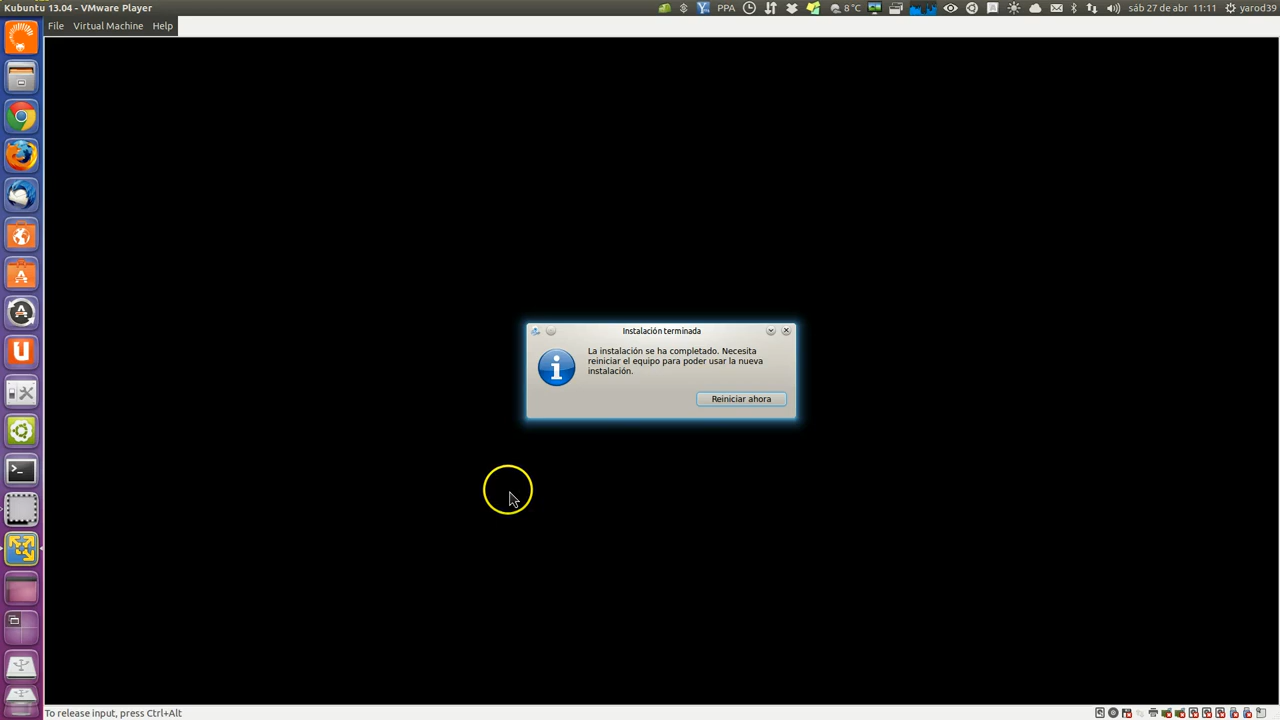 Kubuntu 13.04 - VMware Player
PPA
8°C
sáb 27 de abr
11:11
yarod39
File Virtual Machine Help
Instalación terminada
La instalación se ha completado. Necesita
reiniciar el equipo para poder usar la nueva
instalación.
Reiniciar ahora
To release input, press Ctrl+Alt